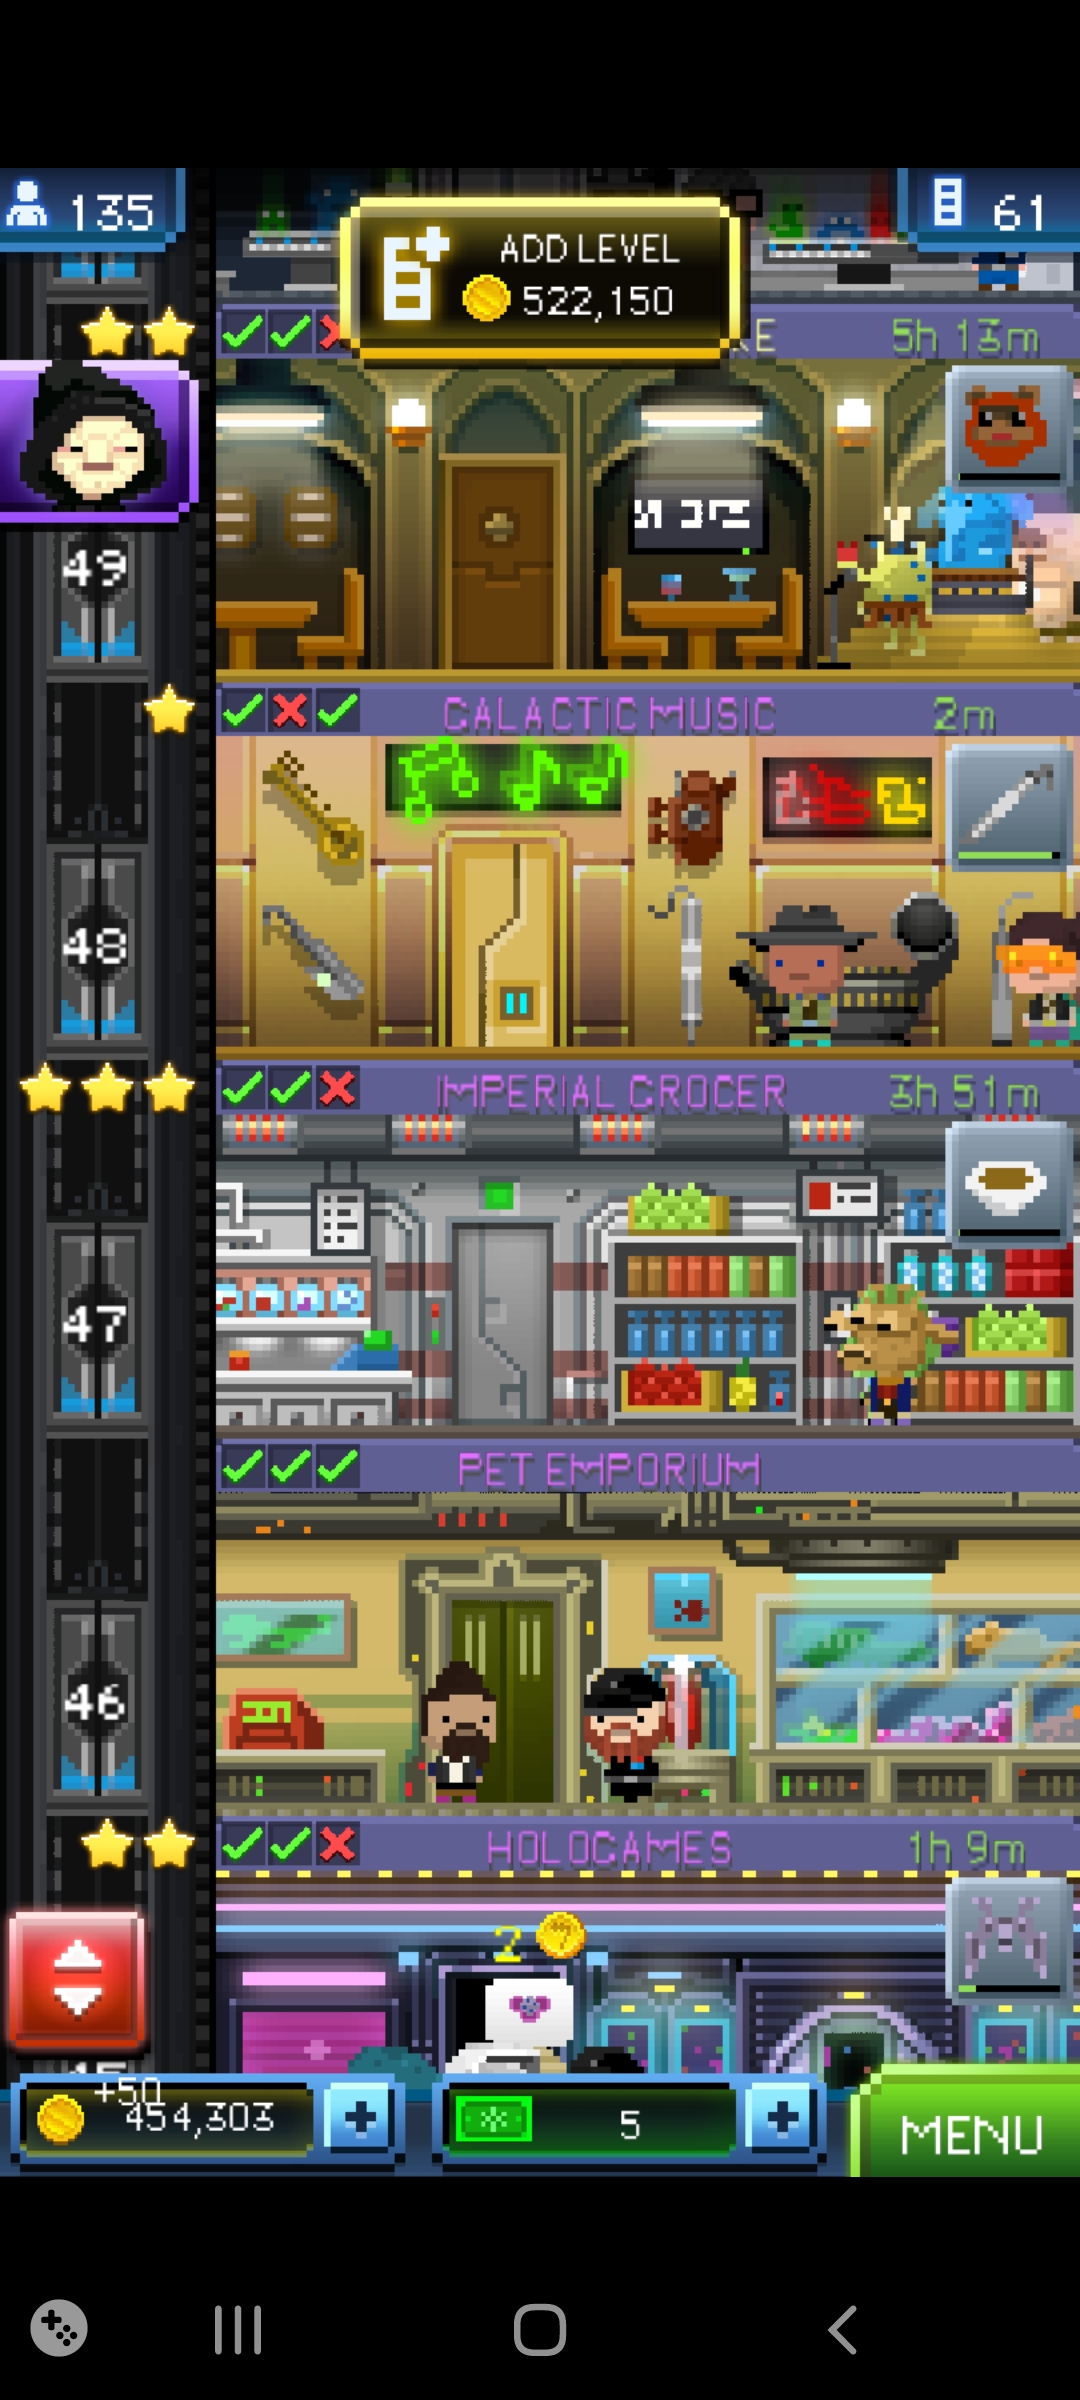 135
ADD LEVEL
522,150
61
KE
5h 13m
49
GALACTIC MUSIC
2m
48
IMPERIAL GROCER
3h 51m
47
PET EMPORIUM
46
HOLOGAMES
1h 9m
2
+50
454,303
5
MENU